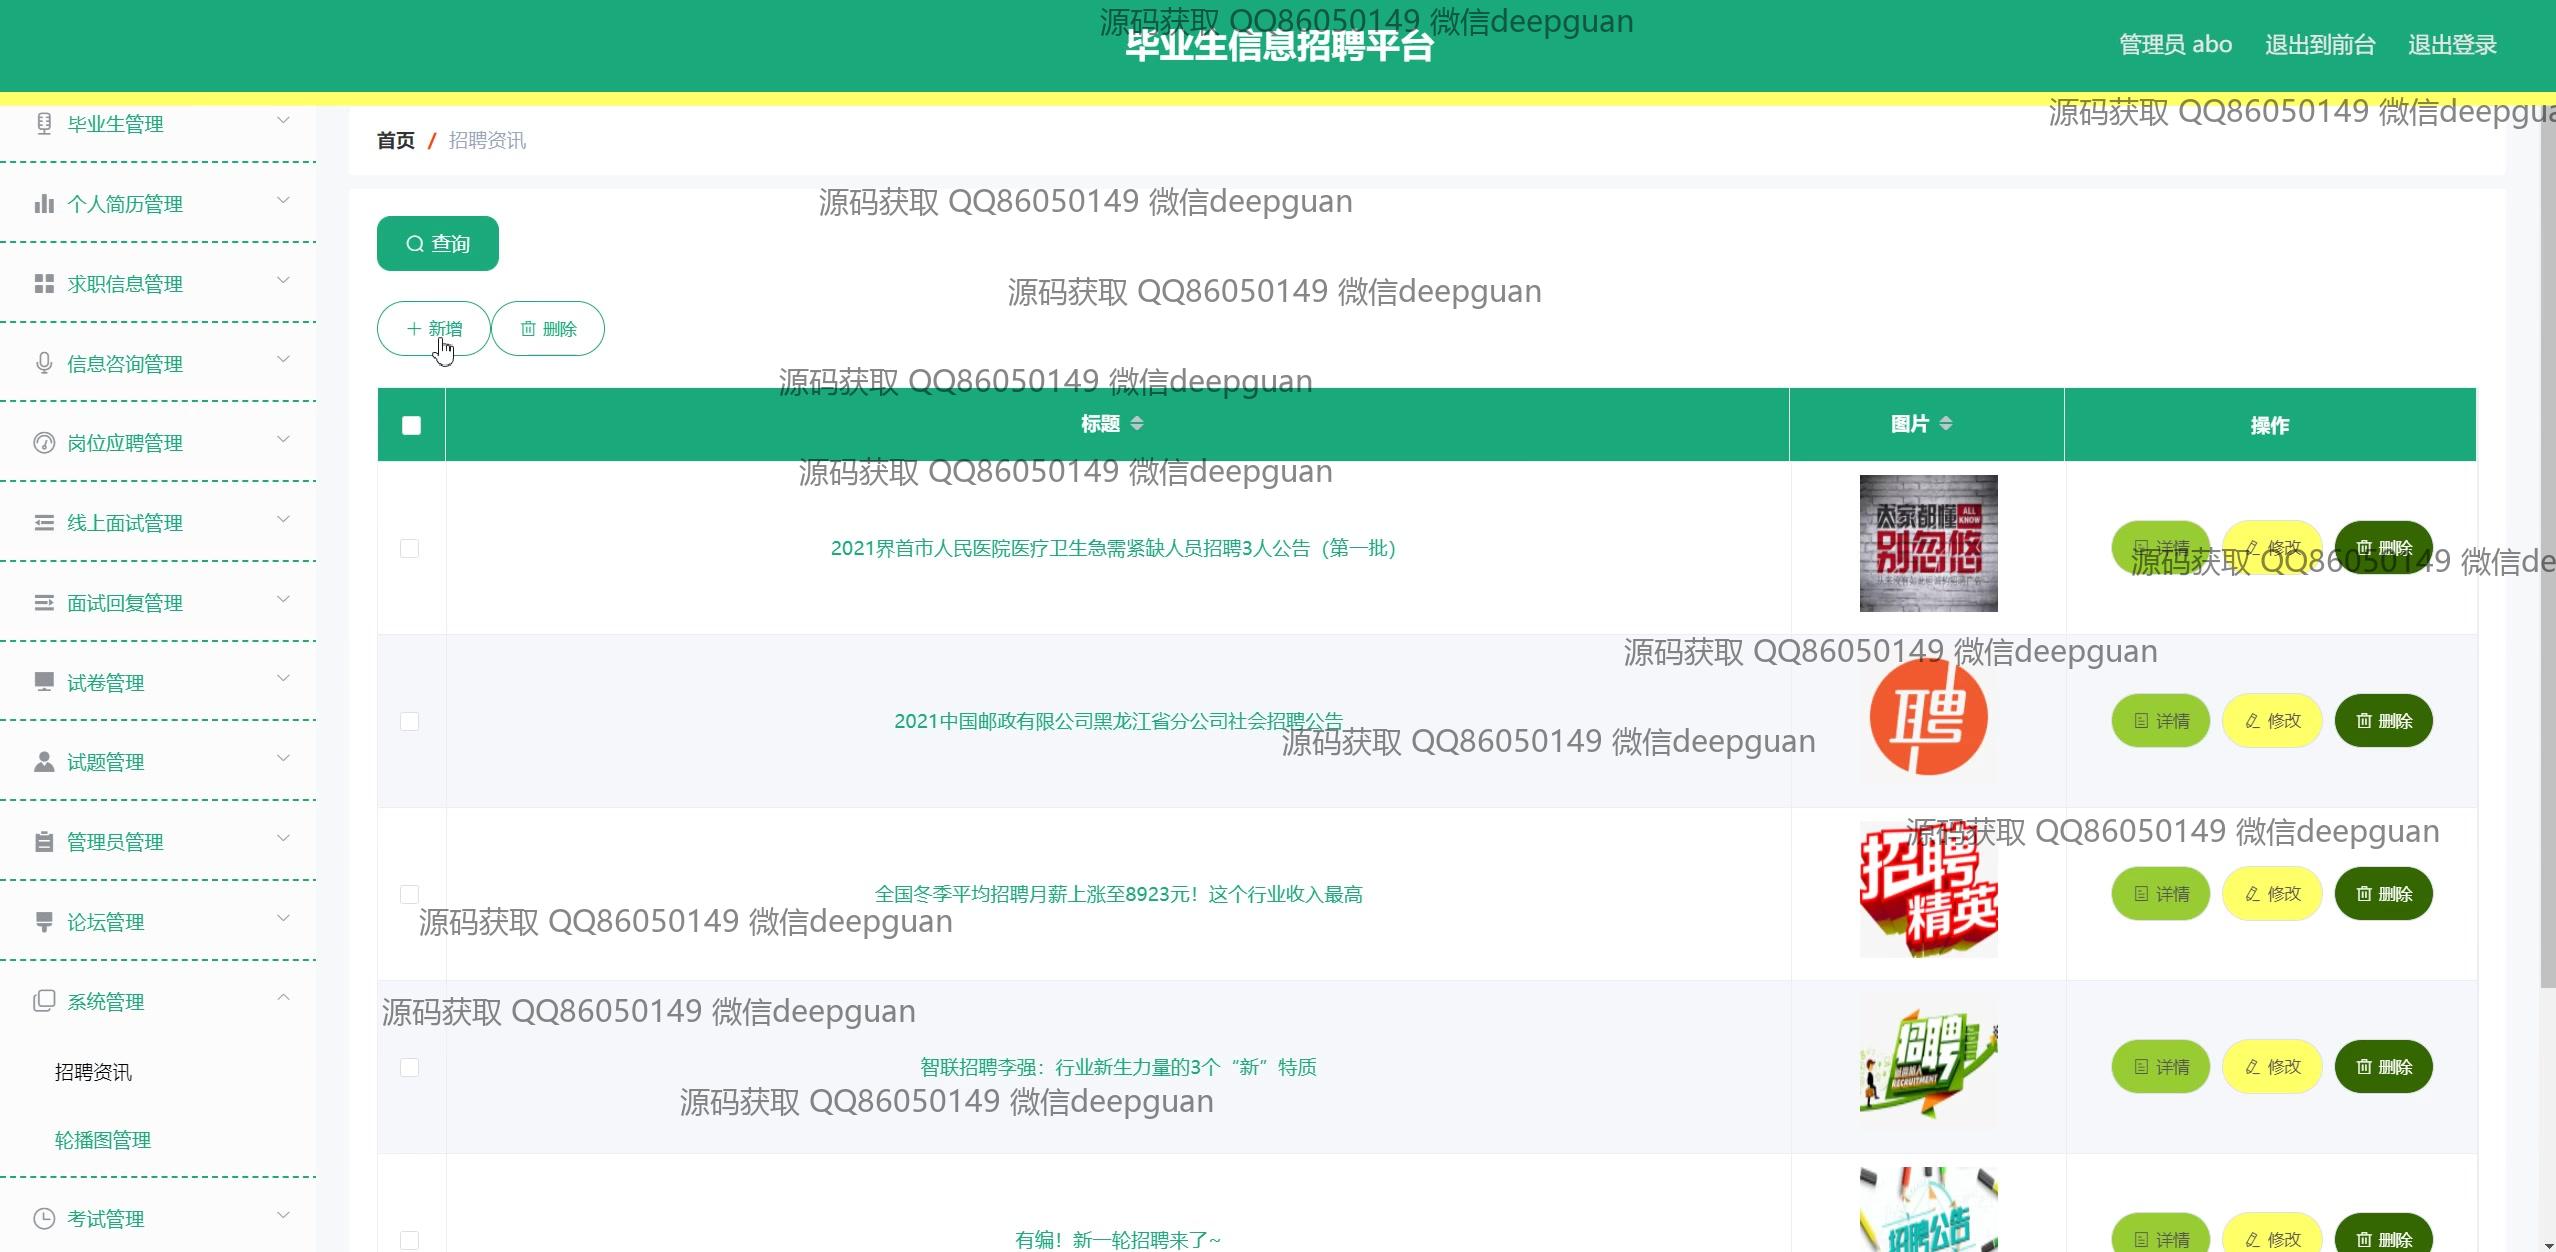 源码获取 QQ86050149 微信deepguan
毕业生信息招聘平台
管理员 abo 退出到前台 退出登录
源码获取 QQ86050149 微信deepgua
毕业生管理
首页 / 招聘资讯
个人简历管理
源码获取 QQ86050149 微信deepguan
查询
求职信息管理
源码获取 QQ86050149 微信deepguan
新增 删除
信息咨询管理
源码获取 QQ86050149 微信deepguan
标题 图片 操作
岗位应聘管理
源码获取 QQ86050149 微信deepguan
线上面试管理
大家都懂
ALL KNOW
别忽悠
2021界首市人民医院医疗卫生急需紧缺人员招聘3人公告（第一批）
详情 修改 删除
源码获取 QQ86050149 微信de
面试回复管理
源码获取 QQ86050149 微信deepguan
试卷管理
聘
2021中国邮政有限公司黑龙江省分公司社会招聘公告
详情 修改 删除
源码获取 QQ86050149 微信deepguan
试题管理
源码获取 QQ86050149 微信deepguan
管理员管理
招聘
精英
全国冬季平均招聘月薪上涨至8923元！这个行业收入最高
详情 修改 删除
论坛管理
源码获取 QQ86050149 微信deepguan
系统管理
源码获取 QQ86050149 微信deepguan
招聘
RECRUITMENT
招聘资讯
智联招聘李强：行业新生力量的3个“新”特质
详情 修改 删除
源码获取 QQ86050149 微信deepguan
轮播图管理
考试管理
招聘公告
有编！新一轮招聘来了~
详情 修改 删除